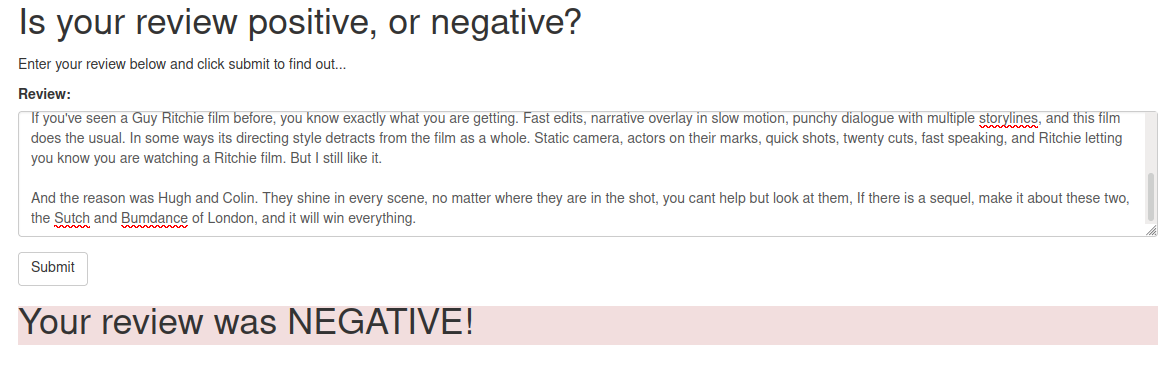 Is your review positive, or negative?
Enter your review below and click submit to find out...
Review:
If you've seen a Guy Ritchie film before, you know exactly what you are getting. Fast edits, narrative overlay in slow motion, punchy dialogue with multiple storylines, and this film
does the usual. In some ways its directing style detracts from the film as a whole. Static camera, actors on their marks, quick shots, twenty cuts, fast speaking, and Ritchie letting
you know you are watching a Ritchie film. But I still like it.
And the reason was Hugh and Colin. They shine in every scene, no matter where they are in the shot, you cant help but look at them, If there is a sequel, make it about these two,
the Sutch and Bumdance of London, and it will win everything.
Submit
Your review was NEGATIVE!